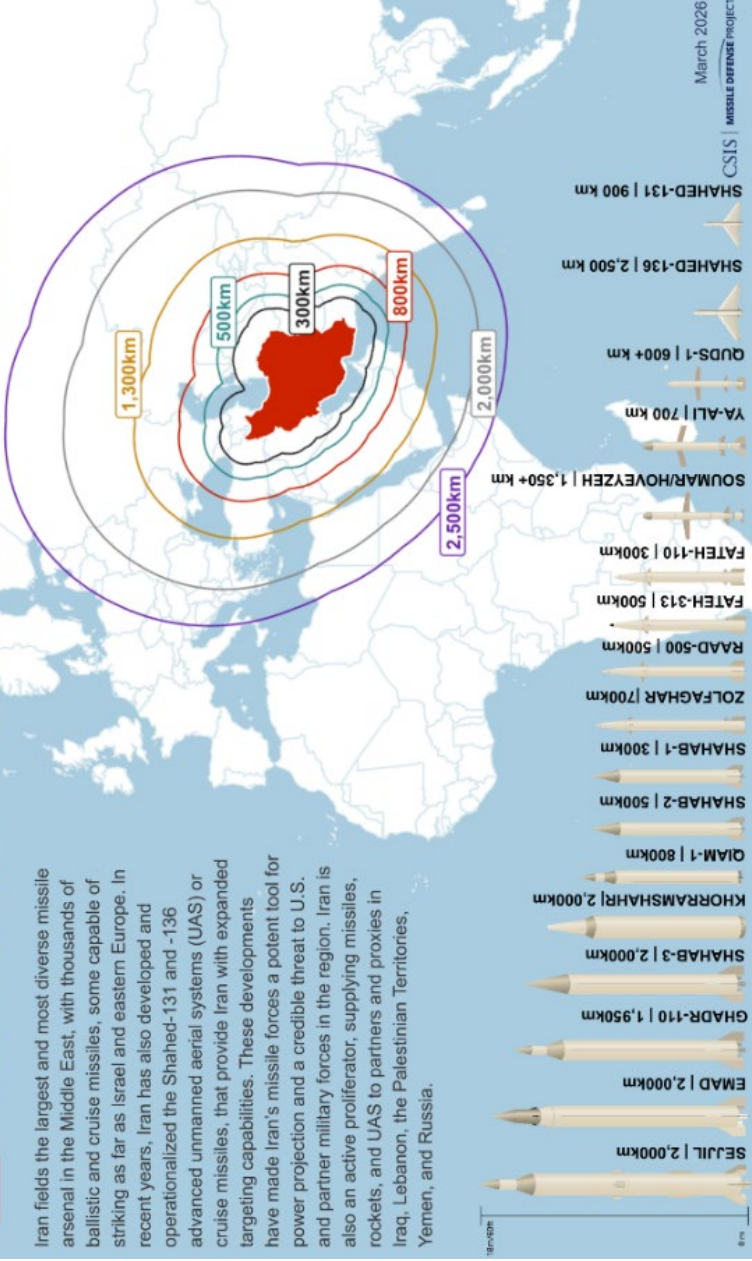 Iran fields the largest and most diverse missile
arsenal in the Middle East, with thousands of
ballistic and cruise missiles, some capable of
striking as far as Israel and eastern Europe. In
recent years, Iran has also developed and
operationalized the Shahed-131 and -136
advanced unmanned aerial systems (UAS) or
cruise missiles, that provide Iran with expanded
targeting capabilities. These developments
have made Iran's missile forces a potent tool for
power projection and a credible threat to U.S.
and partner military forces in the region. Iran is
also an active proliferator, supplying missiles,
rockets, and UAS to partners and proxies in
Iraq, Lebanon, the Palestinian Territories,
Yemen, and Russia.
1,300km
500km
300km
800km
2,000km
2,500km
SEJJIL | 2,000km
EMAD | 2,000km
GHADR-110 | 1,950km
SHAHAB-3 | 2,000km
KHORRAMSHAHR| 2,000km
QIAM-1 | 800km
SHAHAB-2 | 500km
SHAHAB-1 | 300km
ZOLFAGHAR |700km
RAAD-500 | 500km
FATEH-313 | 500km
FATEH-110 | 300km
SOUMAR/HOVEYZEH | 1,350+ km
YA-ALI | 700 km
QUDS-1 | 600+ km
SHAHED-136 | 2,500 km
SHAHED-131 | 900 km
0 m
March 2026
CSIS | MISSILE DEFENSE PROJECT